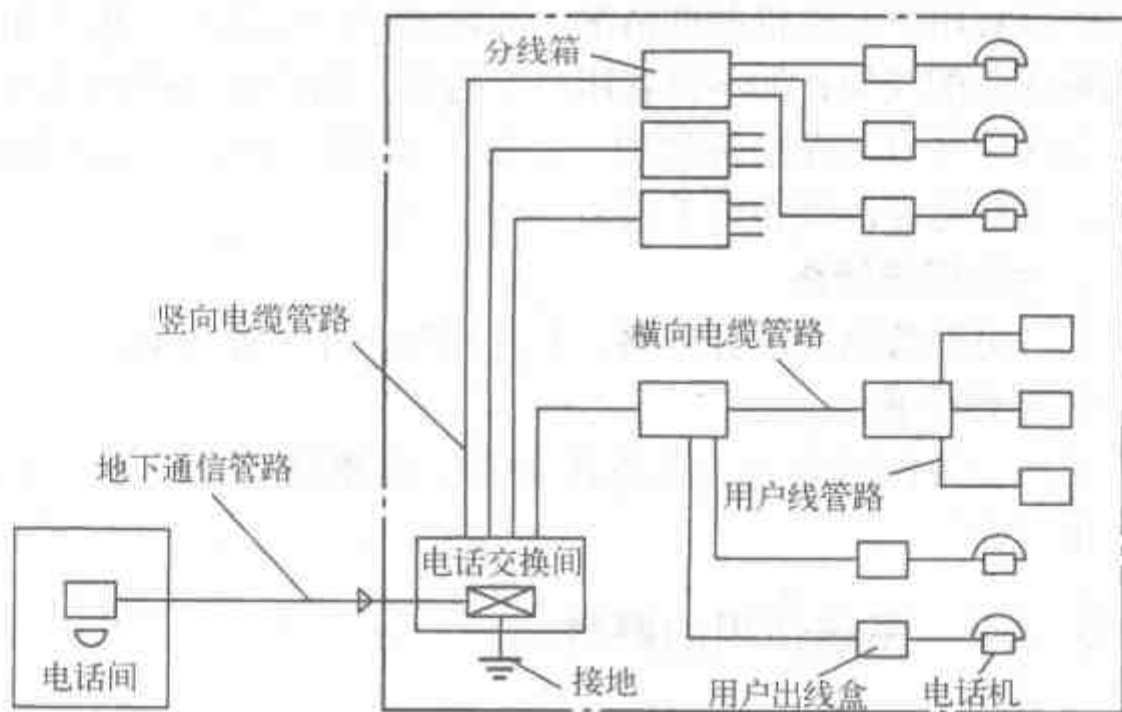 分线箱
竖向电缆管路
横向电缆管路
地下通信管路
用户线管路
电话交换间
电话间
接地
用户出线盒
电话机